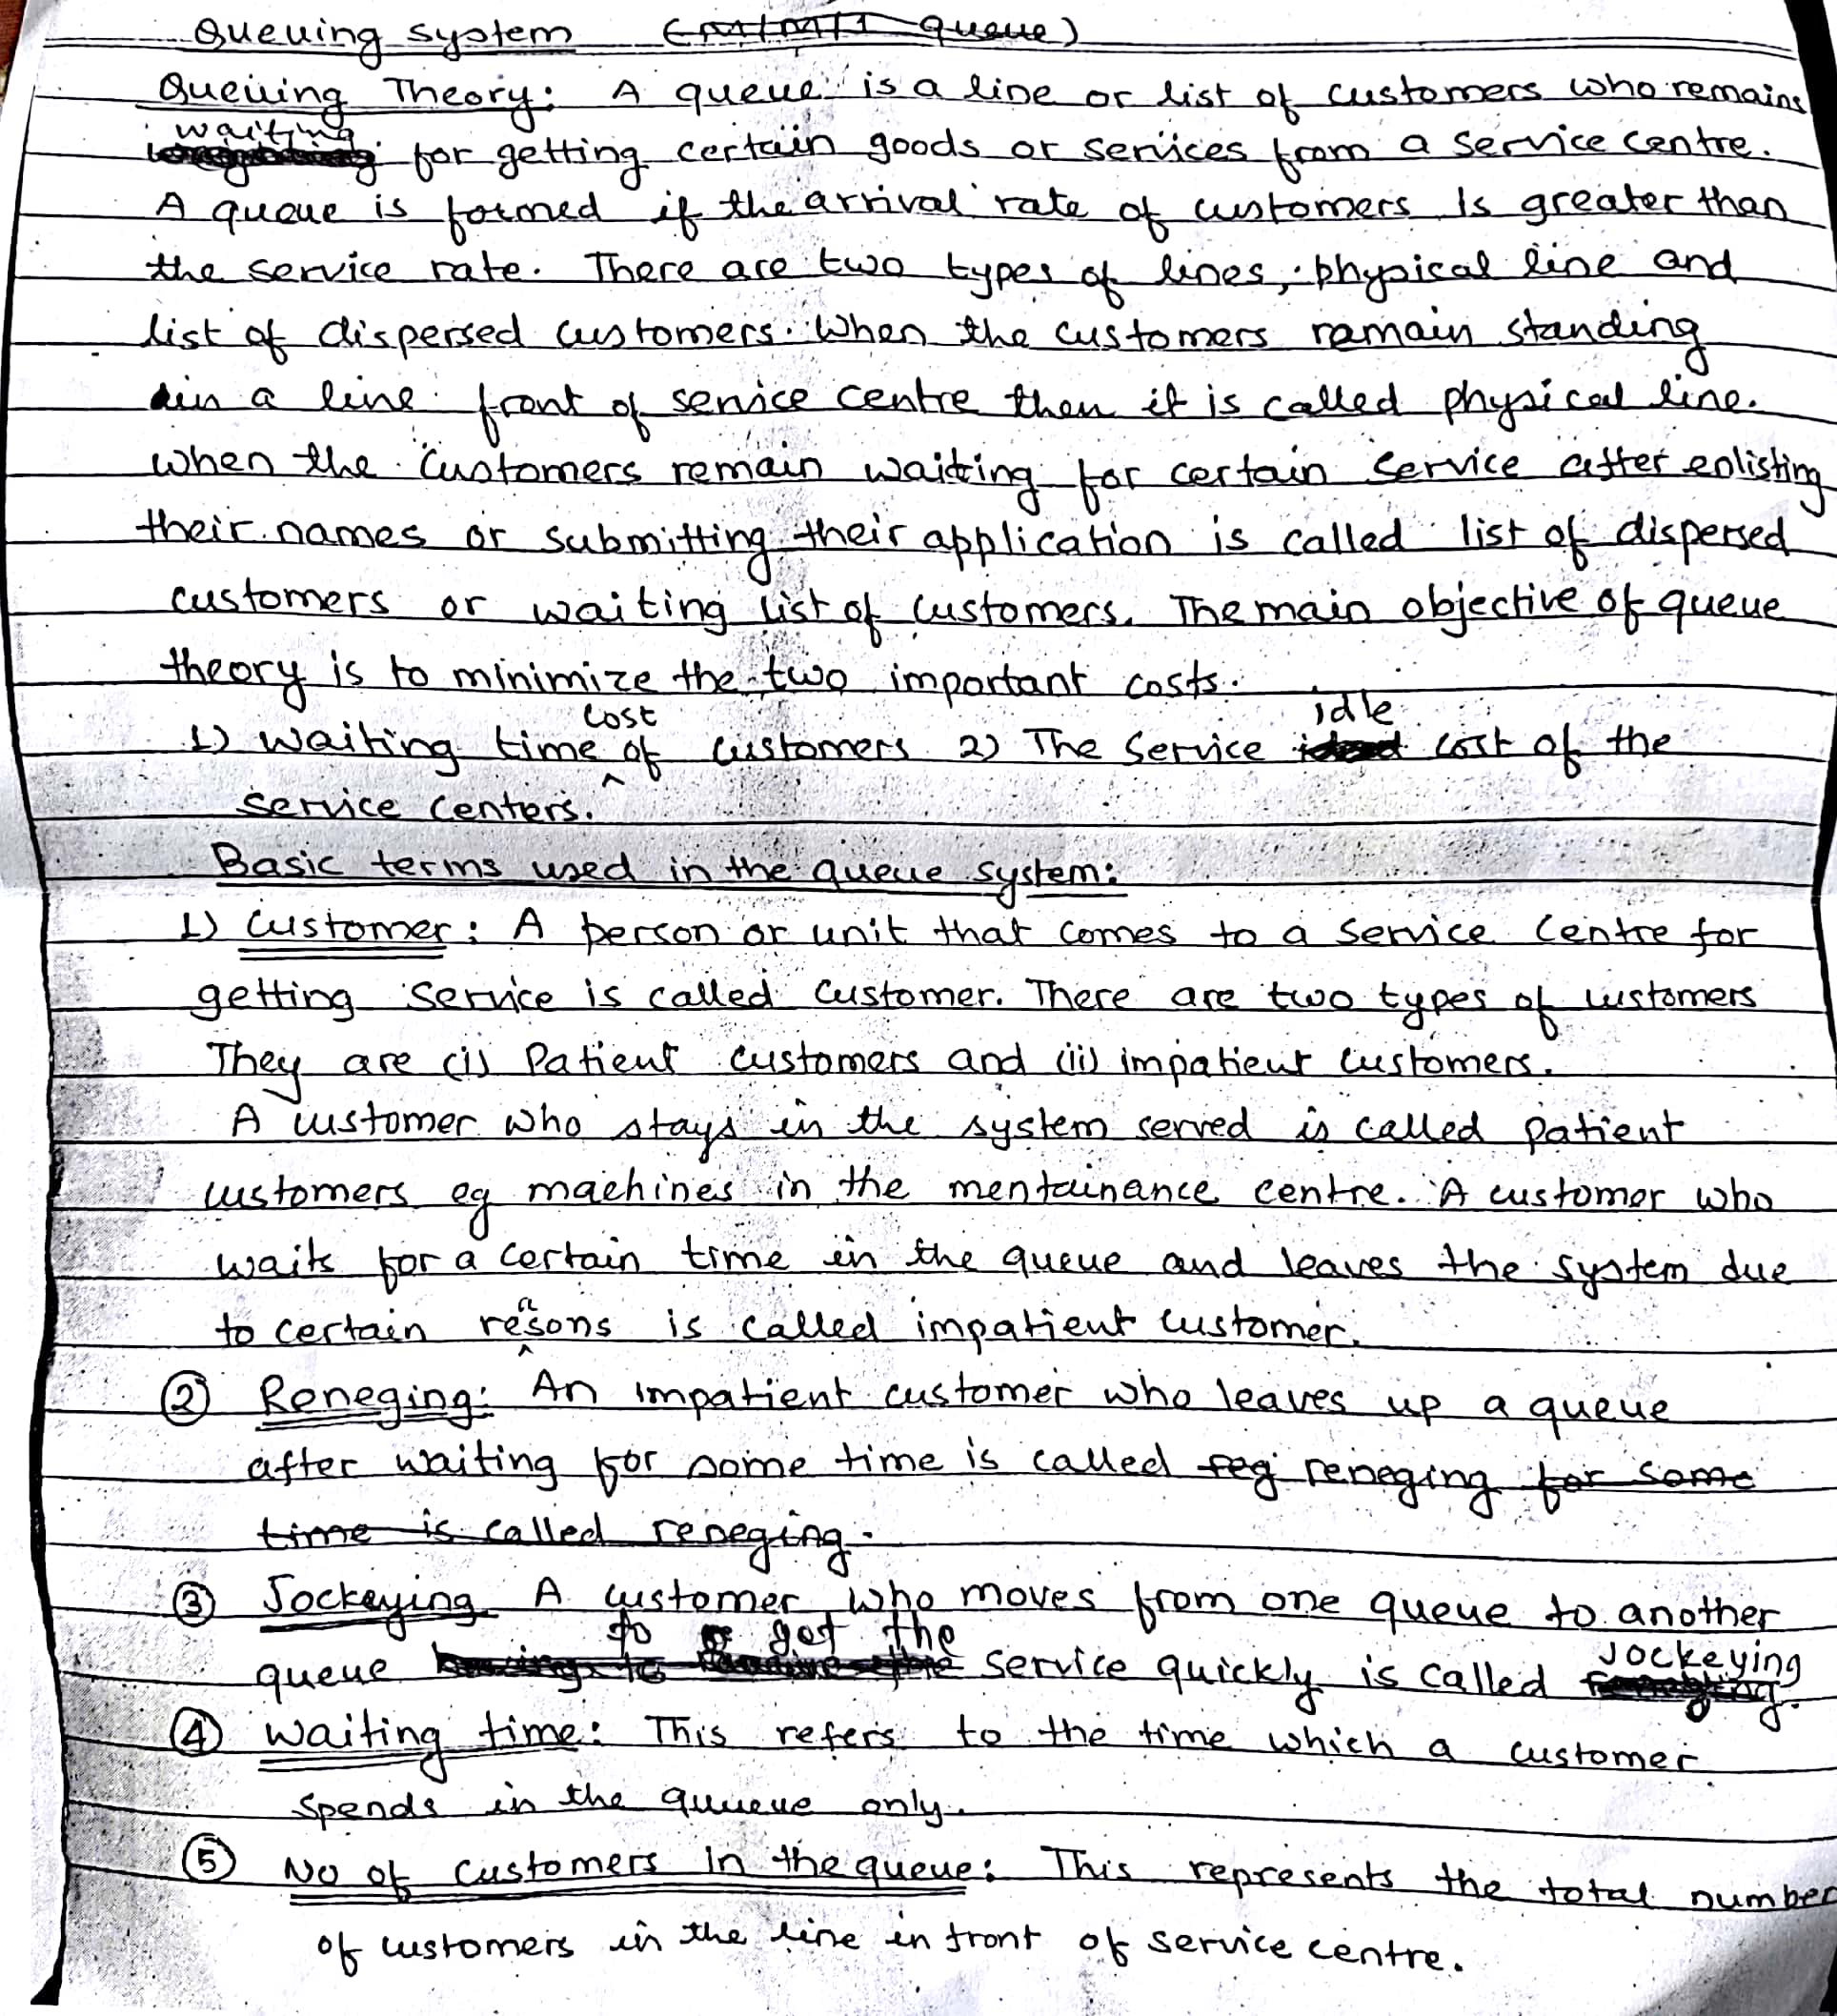 Queuing system ( queue)
Queiiing Theory: A queue is a line or list of customers who remains
waiting for getting certain goods or services from a service centre.
A queue is formed if the arrival rate of customers Is greater than
the service rate. There are two types of lines, physical line and
list of dispersed customers. When the customers remain standing
in a line front of service centre then it is called physical line.
when the customers remain waiting for certain service after enlisting
their names or submitting their application is called list of dispersed
customers or waiting list of customers. The main objective of queue
theory is to minimize the two important costs.
1) Waiting time cost of customers 2) The Service idle cost of the
service centers.
Basic terms used in the queue system:
1) Customer: A person or unit that comes to a service centre for
getting service is called customer. There are two types of customers
They are (i) Patient customers and (ii) impatient customers.
A customer who stays in the system served is called patient
customers eg machines in the mentainance centre. A customer who
waits for a certain time in the queue and leaves the system due
to certain reasons is called impatient customer.
② Reneging: An impatient customer who leaves up a queue
after waiting for some time is called reg reneging for some
time is called reneging.
③ Jockeying A customer who moves from one queue to another
queue to get the service quickly is called Jockeying.
④ Waiting time: This refers to the time which a customer
spends in the quueue only.
⑤ No of customers in the queue: This represents the total number
of customers in the line in front of service centre.